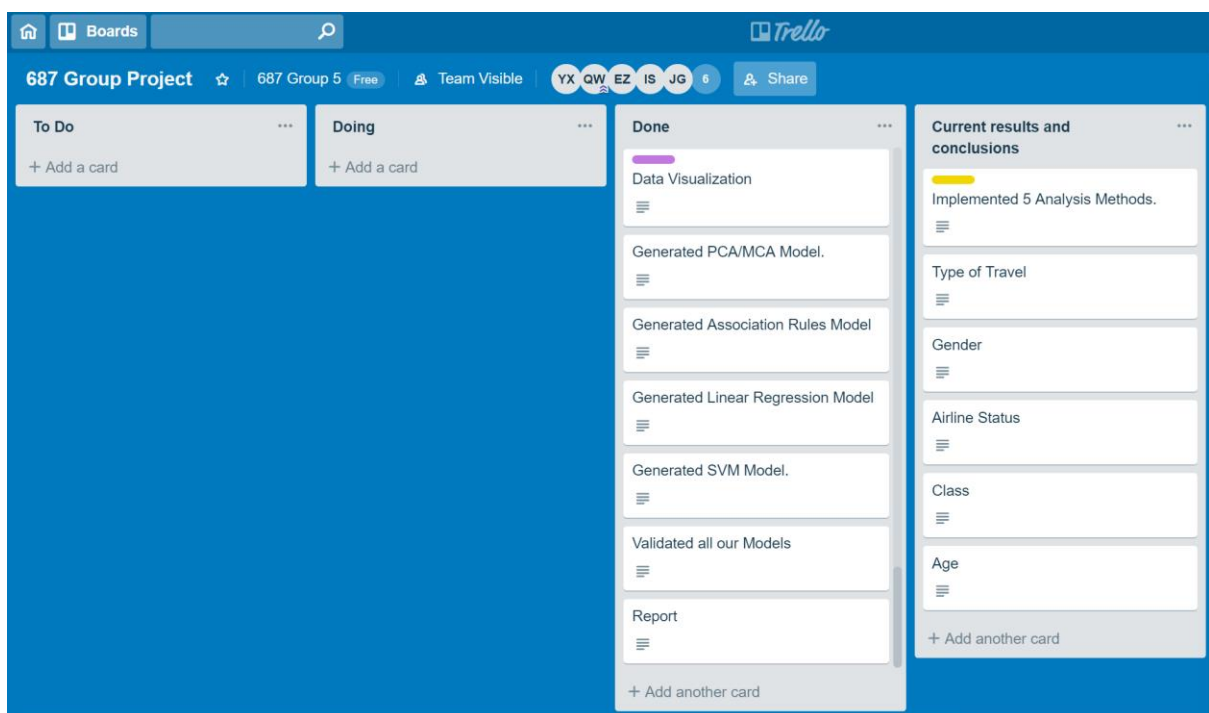 Boards
Trello
687 Group Project
687 Group 5
Free
Team Visible
YX
QW
EZ
IS
JG
6
Share
To Do
+ Add a card
Doing
+ Add a card
Done
Data Visualization
Generated PCA/MCA Model.
Generated Association Rules Model
Generated Linear Regression Model
Generated SVM Model.
Validated all our Models
Report
+ Add another card
Current results and
conclusions
Implemented 5 Analysis Methods.
Type of Travel
Gender
Airline Status
Class
Age
+ Add another card